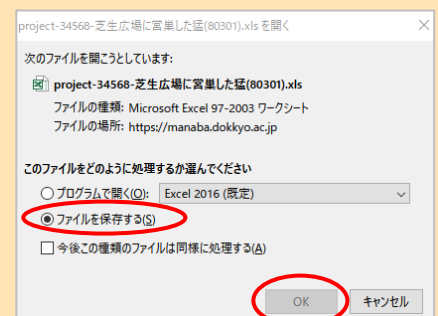 project-34568-芝生広場に営巣した猛(80301).xls を開く
次のファイルを開こうとしています:
project-34568-芝生広場に営巣した猛(80301).xls
ファイルの種類: Microsoft Excel 97-2003 ワークシート
ファイルの場所: https://manaba.dokkyo.ac.jp
このファイルをどのように処理するか選んでください
プログラムで開く(O): Excel 2016 (既定)
ファイルを保存する(S)
今後この種類のファイルは同様に処理する(A)
OK キャンセル